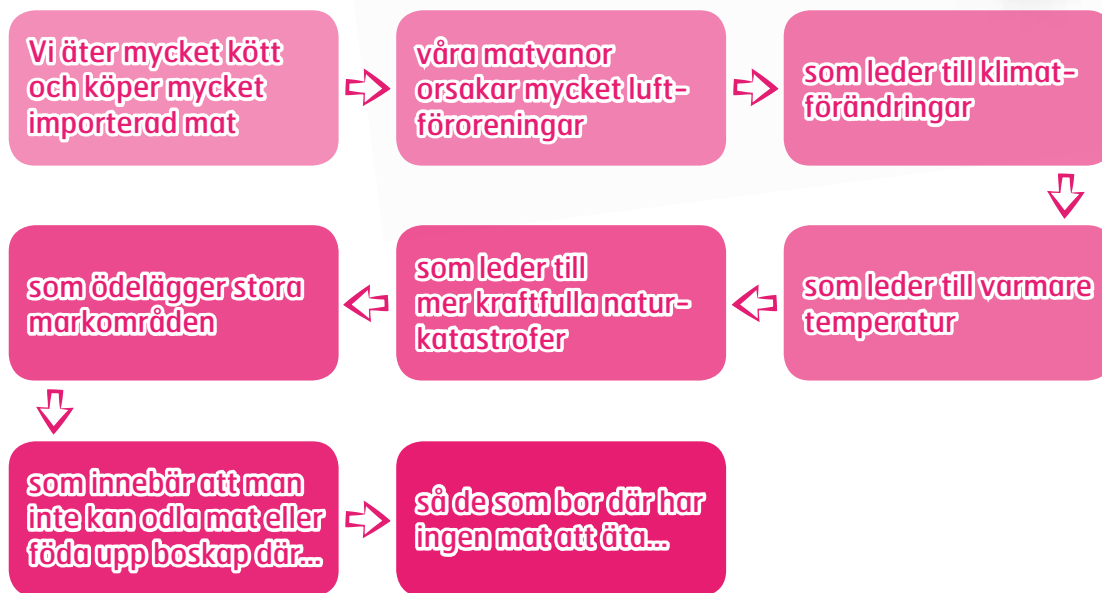 Vi äter mycket kött
och köper mycket
importerad mat
våra matvanor
orsakar mycket luft-
föroreningar
som leder till klimat-
förändringar
som leder till varmare
temperatur
som leder till
mer kraftfulla natur-
katastrofer
som ödelägger stora
markområden
som innebär att man
inte kan odla mat eller
föda upp boskap där...
så de som bor där har
ingen mat att äta...